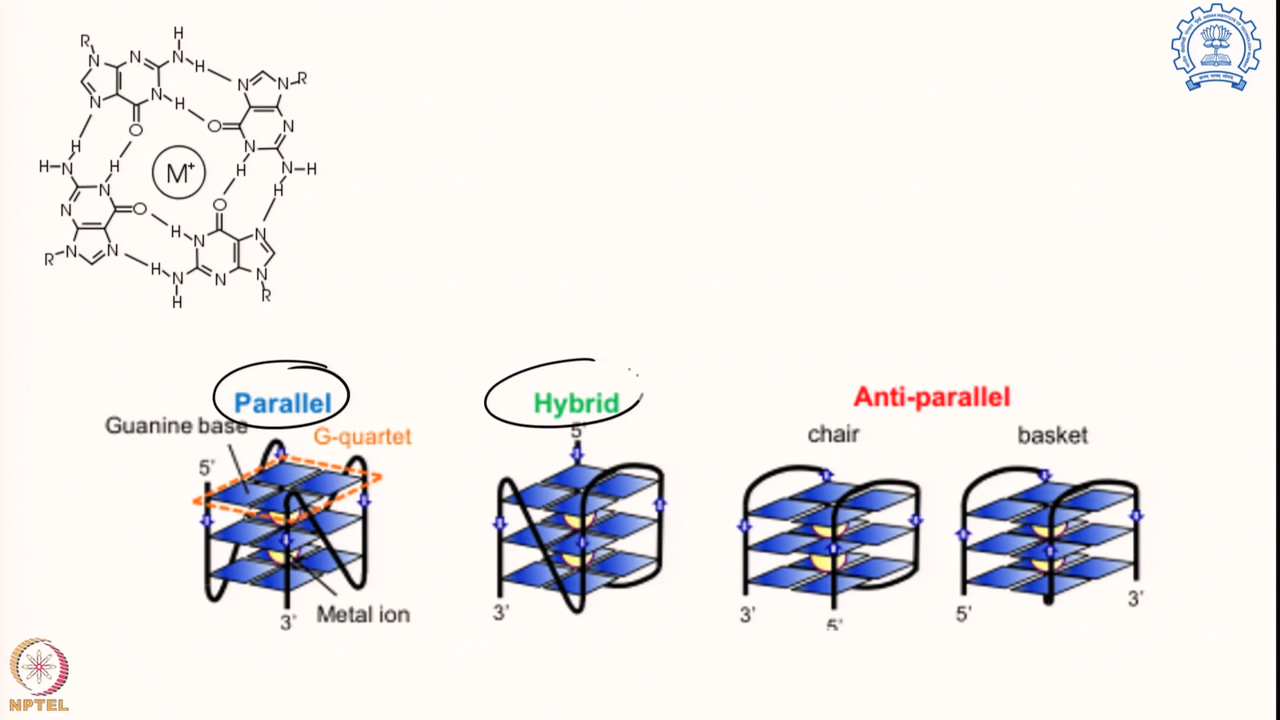 R
N
N
H
N
H
N
H
N
O
M⁺
N
N
R
O
N
N
H
N
H
H
H
H
N
H
N
N
O
R
N
N
O
H
N
N
H
N
N
N
H
R
Parallel
Hybrid
Anti-parallel
Guanine base
G-quartet
5'
chair
basket
5'
3'
Metal ion
3'
3'
5'
5'
3'
NPTEL